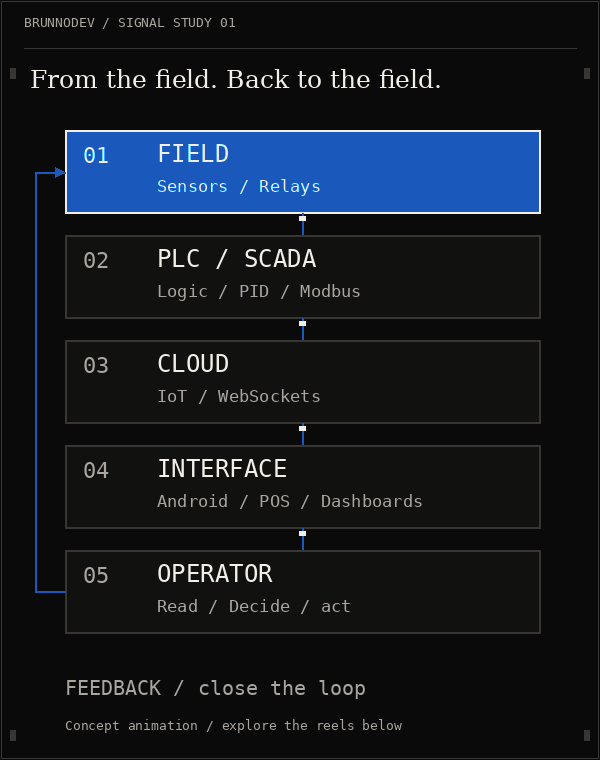 BRUNNODEV / SIGNAL STUDY 01
From the field. Back to the field.
01 FIELD
Sensors / Relays
02 PLC / SCADA
Logic / PID / Modbus
03 CLOUD
IoT / WebSockets
04 INTERFACE
Android / POS / Dashboards
05 OPERATOR
Read / Decide / act
FEEDBACK / close the loop
Concept animation / explore the reels below